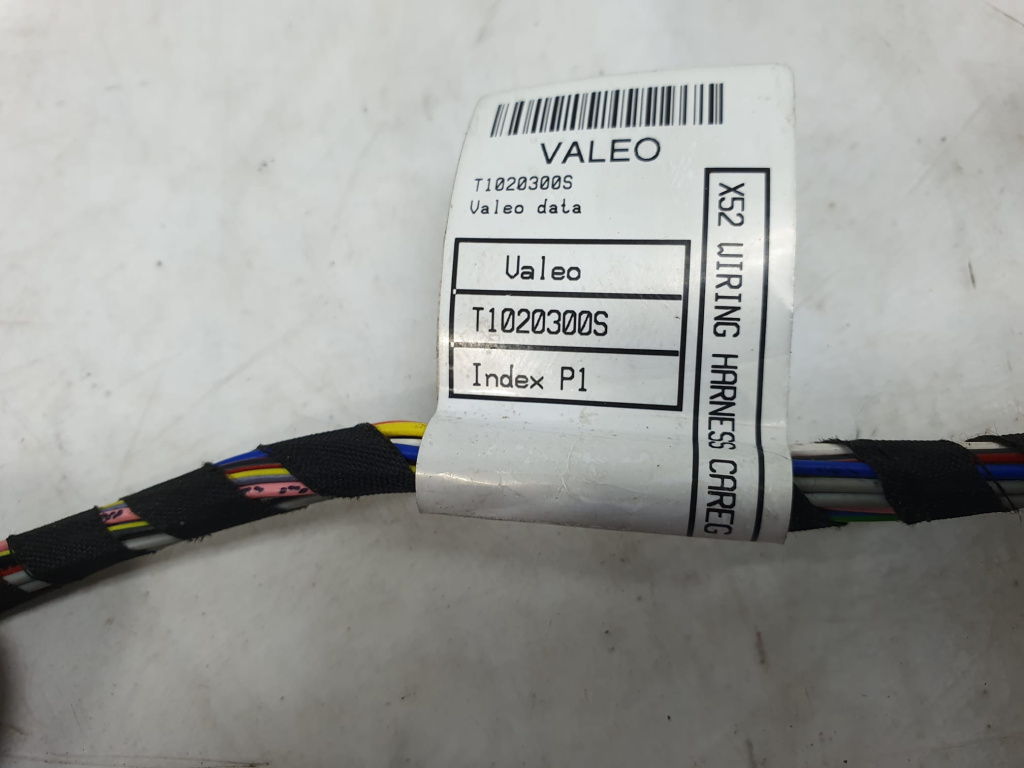 VALEO
T1020300S
Valeo data
Valeo
T1020300S
Index P1
X52 WIRING HARNESS CAREG